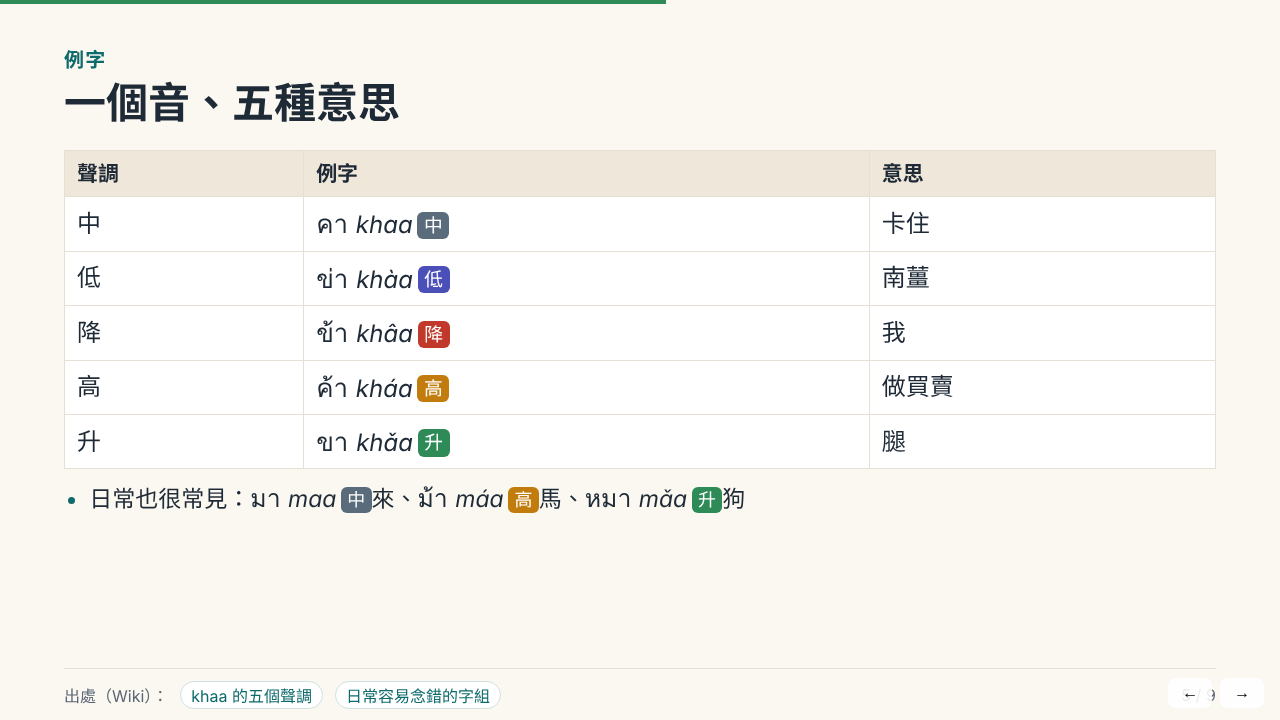 例字
一個音、五種意思
聲調 例字 意思
中 คา khaa 中 卡住
低 ข่า khàa 低 南薑
降 ข้า khâa 降 我
高 ค้า kháa 高 做買賣
升 ขา khǎa 升 腿
• 日常也很常見：มา maa 中來、ม้า máa 高馬、หมา mǎa 升狗
出處（Wiki）： khaa 的五個聲調 日常容易念錯的字組 / 9 ← →